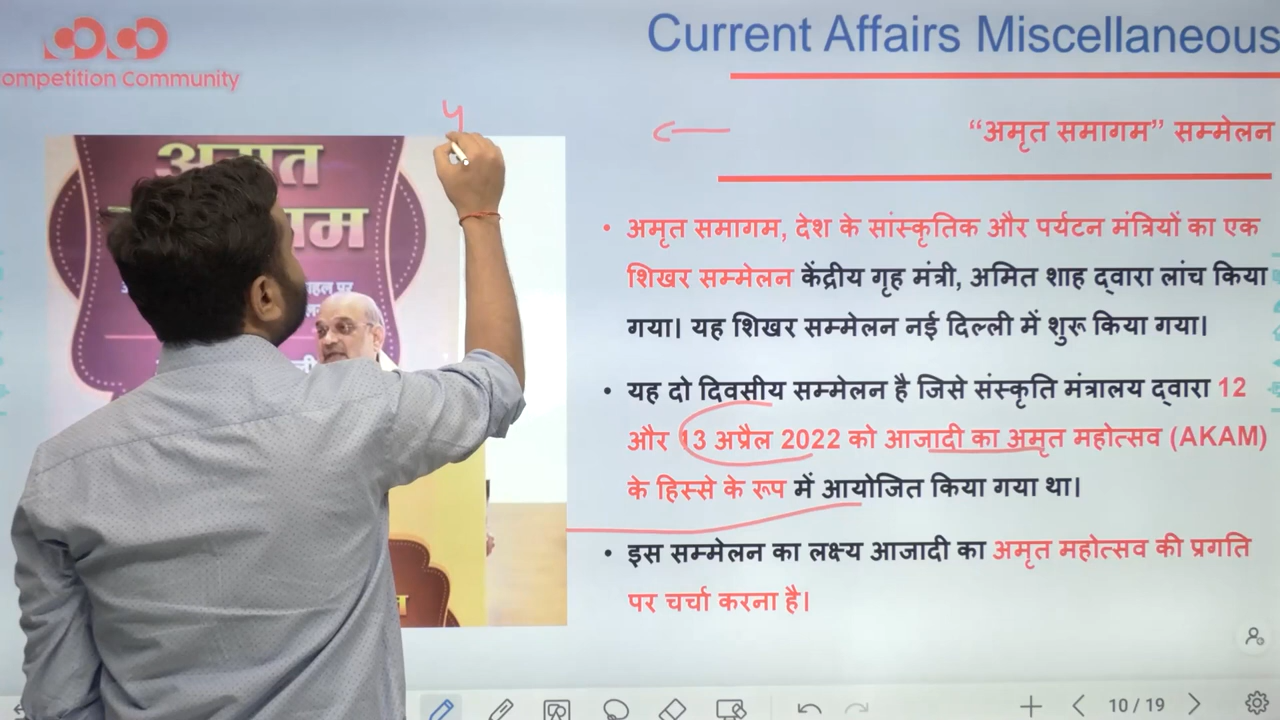 ompetition Community
Current Affairs Miscellaneous
“अमृत समागम” सम्मेलन
• अमृत समागम, देश के सांस्कृतिक और पर्यटन मंत्रियों का एक
शिखर सम्मेलन केंद्रीय गृह मंत्री, अमित शाह द्वारा लांच किया
गया। यह शिखर सम्मेलन नई दिल्ली में शुरू किया गया।
• यह दो दिवसीय सम्मेलन है जिसे संस्कृति मंत्रालय द्वारा 12
और 13 अप्रैल 2022 को आजादी का अमृत महोत्सव (AKAM)
के हिस्से के रूप में आयोजित किया गया था।
• इस सम्मेलन का लक्ष्य आजादी का अमृत महोत्सव की प्रगति
पर चर्चा करना है।
अमृत
10 / 19